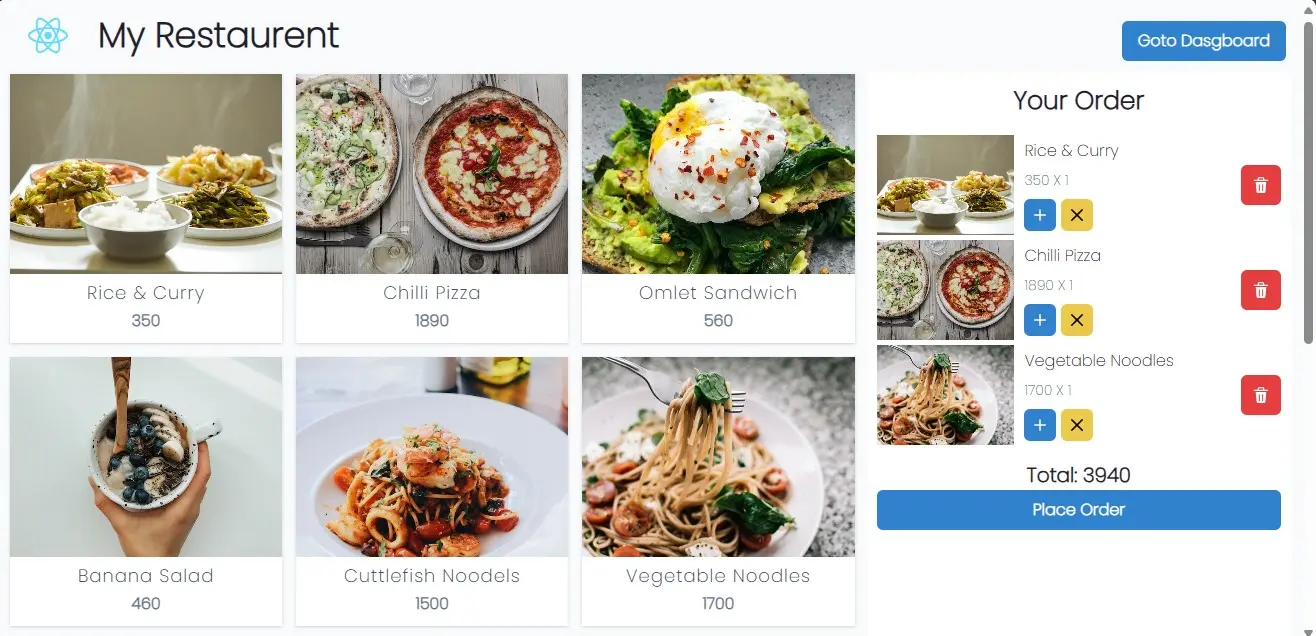 My Restaurent
Goto Dasgboard
Rice & Curry
350
Chilli Pizza
1890
Omlet Sandwich
560
Banana Salad
460
Cuttlefish Noodels
1500
Vegetable Noodles
1700
Your Order
Rice & Curry
350 X 1
Chilli Pizza
1890 X 1
Vegetable Noodles
1700 X 1
Total: 3940
Place Order